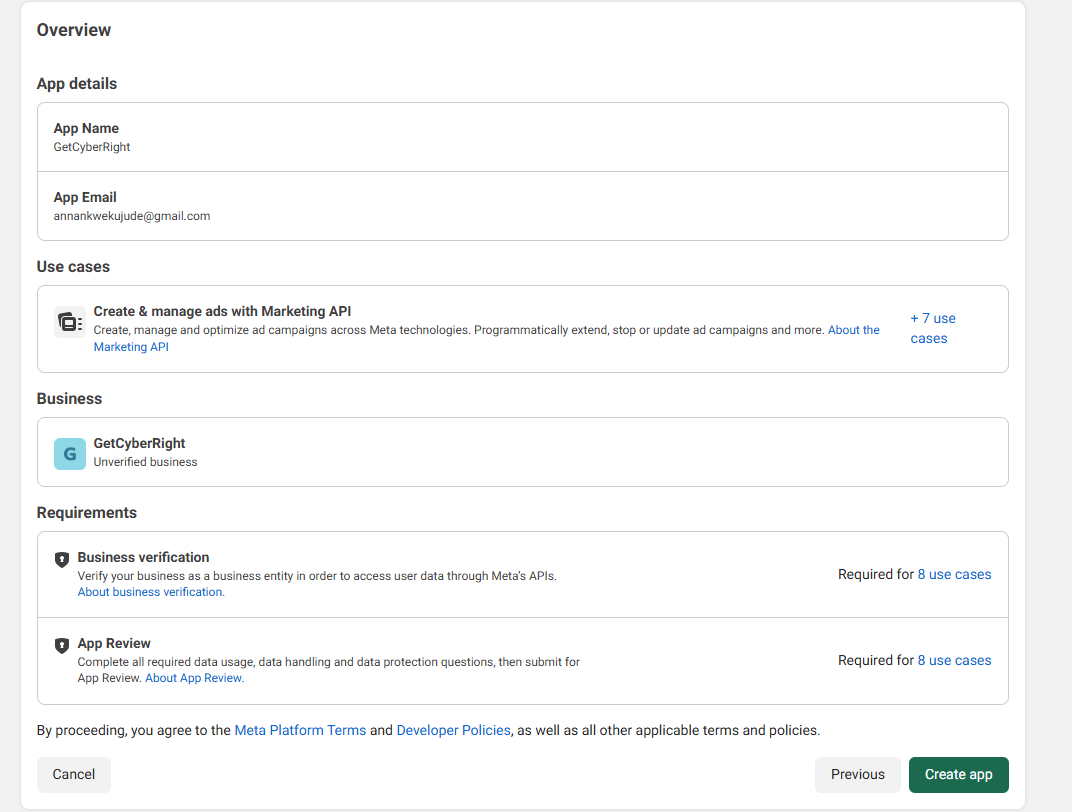 Overview
App details
App Name
GetCyberRight
App Email
annankwekujude@gmail.com
Use cases
Create & manage ads with Marketing API
Create, manage and optimize ad campaigns across Meta technologies. Programmatically extend, stop or update ad campaigns and more. About the
Marketing API
+ 7 use
cases
Business
G
GetCyberRight
Unverified business
Requirements
Business verification
Verify your business as a business entity in order to access user data through Meta's APIs.
About business verification.
Required for 8 use cases
App Review
Complete all required data usage, data handling and data protection questions, then submit for
App Review. About App Review.
Required for 8 use cases
By proceeding, you agree to the Meta Platform Terms and Developer Policies, as well as all other applicable terms and policies.
Cancel
Previous
Create app